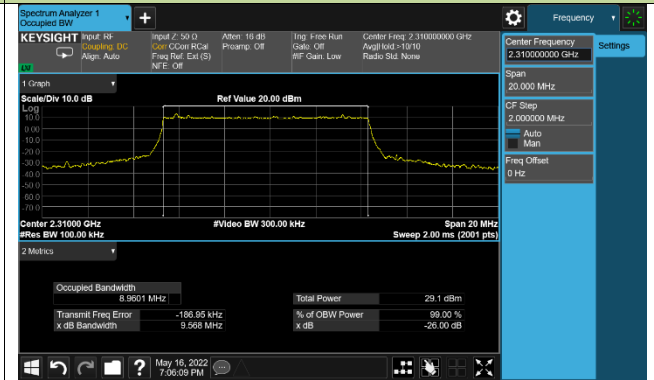 Spectrum Analyzer 1
Occupied BW
Frequency
KEYSIGHT
Input: RF
Coupling: DC
Align: Auto
Input Z: 50 Ω
Corr CCorr RCal
Freq Ref: Ext (S)
NFE: Off
Atten: 16 dB
Preamp: Off
Trig: Free Run
Gate: Off
#IF Gain: Low
Center Freq: 2.310000000 GHz
Avg|Hold:>10/10
Radio Std: None
Center Frequency
2.310000000 GHz
Settings
Span
20.000 MHz
CF Step
2.000000 MHz
Auto
Man
Freq Offset
0 Hz
1 Graph
Scale/Div 10.0 dB
Ref Value 20.00 dBm
Log
10.0
0.00
-10.0
-20.0
-30.0
-40.0
-50.0
-60.0
-70.0
Center 2.31000 GHz
#Video BW 300.00 kHz
Span 20 MHz
#Res BW 100.00 kHz
Sweep 2.00 ms (2001 pts)
2 Metrics
Occupied Bandwidth
8.9601 MHz
Total Power
29.1 dBm
Transmit Freq Error
-186.95 kHz
% of OBW Power
99.00 %
x dB Bandwidth
9.568 MHz
x dB
-26.00 dB
?
May 16, 2022
7:06:09 PM